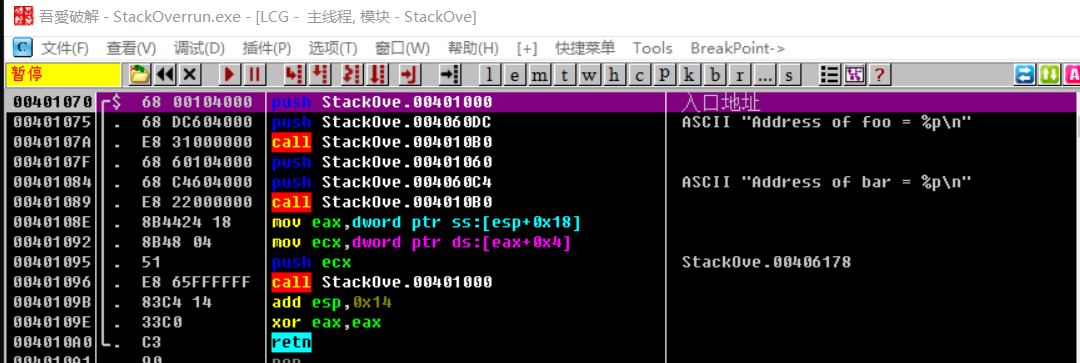 吾愛破解 - StackOverrun.exe - [LCG - 主线程, 模块 - StackOve]
C 文件(F) 查看(V) 调试(D) 插件(P) 选项(T) 窗口(W) 帮助(H) [+] 快捷菜单 Tools BreakPoint->
暂停 l e m t w h c P k b r ... s ? A
00401070 $ 68 00104000 push StackOve.00401000 入口地址
00401075 . 68 DC604000 push StackOve.004060DC ASCII "Address of foo = %p\n"
0040107A . E8 31000000 call StackOve.004010B0
0040107F . 68 60104000 push StackOve.00401060
00401084 . 68 C4604000 push StackOve.004060C4 ASCII "Address of bar = %p\n"
00401089 . E8 22000000 call StackOve.004010B0
0040108E . 8B4424 18 mov eax,dword ptr ss:[esp+0x18]
00401092 . 8B48 04 mov ecx,dword ptr ds:[eax+0x4]
00401095 . 51 push ecx StackOve.00406178
00401096 . E8 65FFFFFF call StackOve.00401000
0040109B . 83C4 14 add esp,0x14
0040109E . 33C0 xor eax,eax
004010A0 . C3 retn
004010A1 90 nop